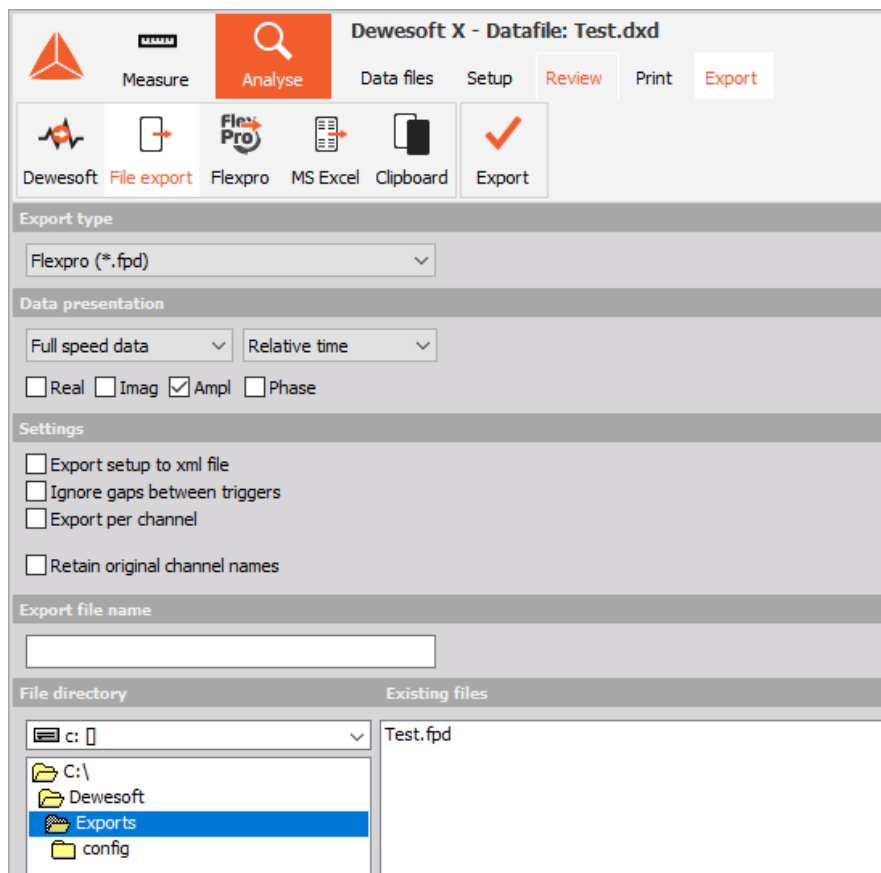 Dewesoft X - Datafile: Test.dxd
Measure
Analyse
Data files
Setup
Review
Print
Export
Flex
Pro
Dewesoft
File export
Flexpro
MS Excel
Clipboard
Export
Export type
Flexpro (*.fpd)
Data presentation
Full speed data
Relative time
Real
Imag
Ampl
Phase
Settings
Export setup to xml file
Ignore gaps between triggers
Export per channel
Retain original channel names
Export file name
File directory
Existing files
c: []
Test.fpd
C:\
Dewesoft
Exports
config